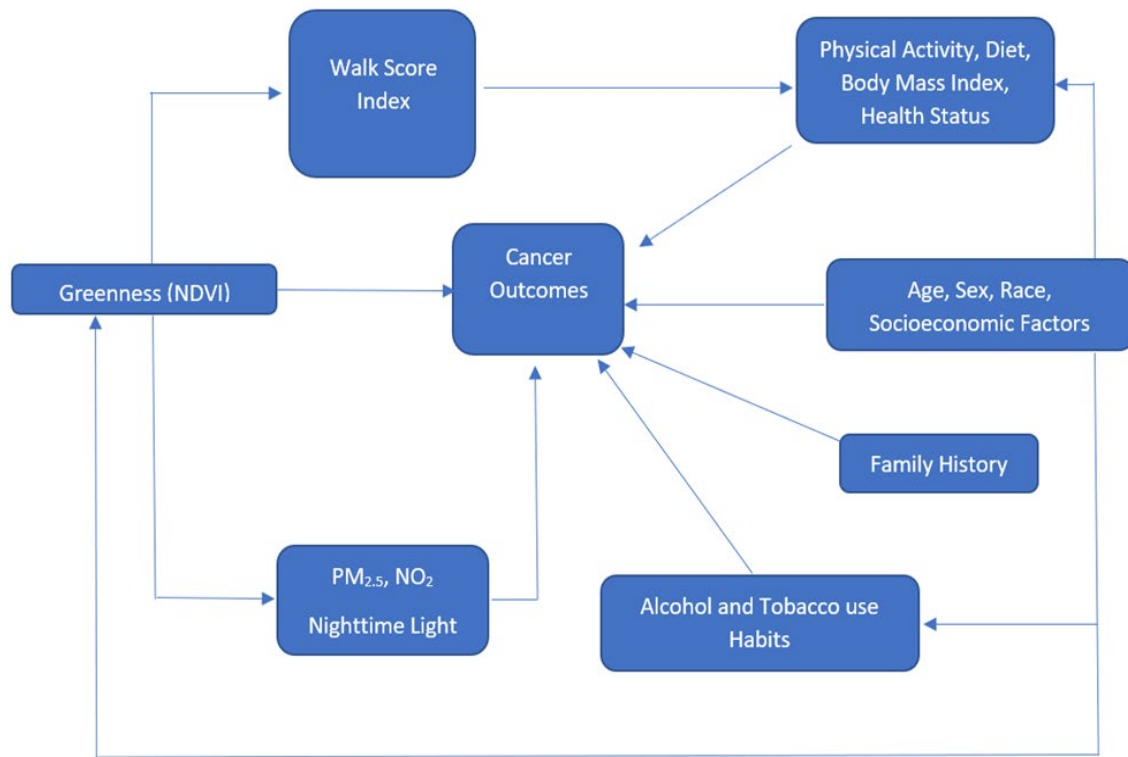 Walk Score
Index
Physical Activity, Diet,
Body Mass Index,
Health Status
Cancer
Outcomes
Greenness (NDVI)
Age, Sex, Race,
Socioeconomic Factors
Family History
PM₂.₅, NO₂
Nighttime Light
Alcohol and Tobacco use
Habits